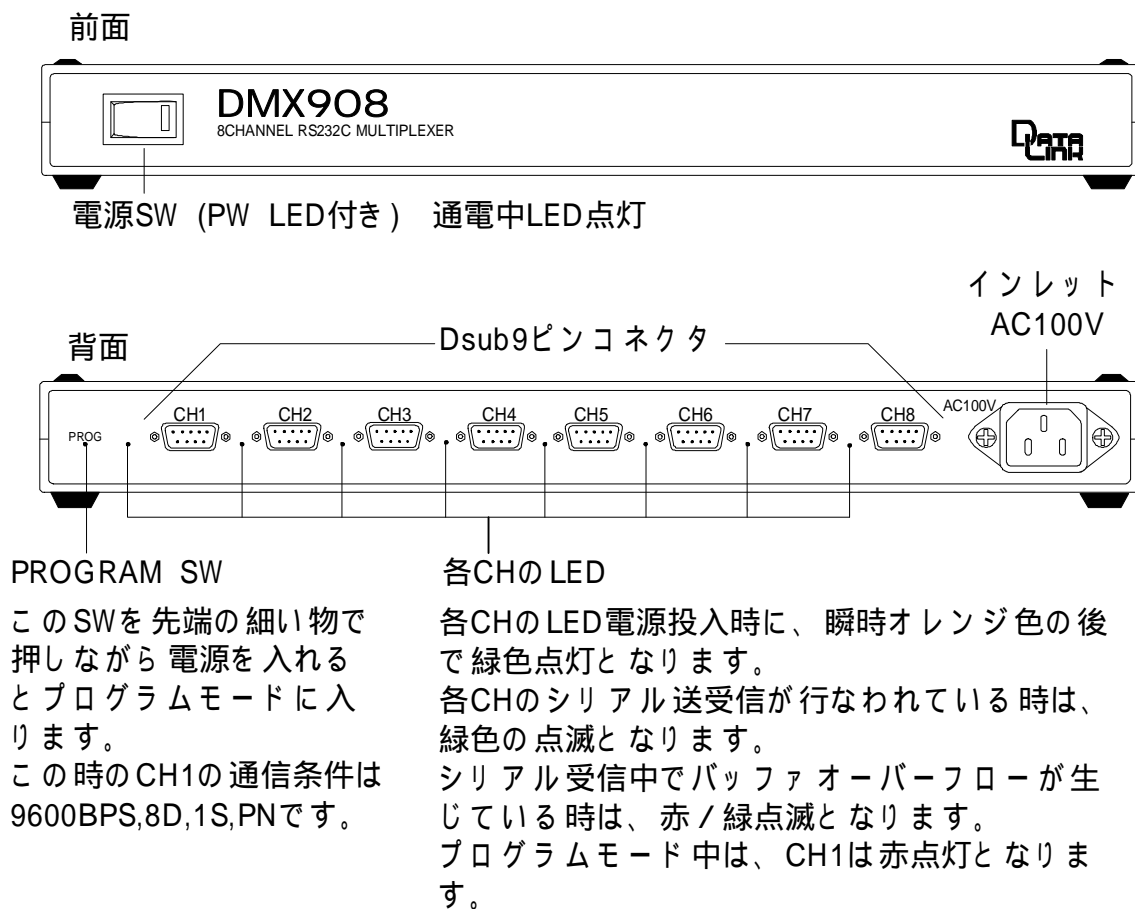 前面
DMX908
8CHANNEL RS232C MULTIPLEXER
DATA
LINK
電源SW (PW LED付き) 通電中LED点灯
インレット
AC100V
背面
Dsub9ピンコネクタ
PROG
CH1
CH2
CH3
CH4
CH5
CH6
CH7
CH8
AC100V
PROGRAM SW
このSWを先端の細い物で
押しながら電源を入れる
とプログラムモードに入
ります。
この時のCH1の通信条件は
9600BPS,8D,1S,PNです。
各CHのLED
各CHのLED電源投入時に、瞬時オレンジ色の後
で緑色点灯となります。
各CHのシリアル送受信が行なわれている時は、
緑色の点滅となります。
シリアル受信中でバッファオーバーフローが生
じている時は、赤/緑点滅となります。
プログラムモード中は、CH1は赤点灯となりま
す。